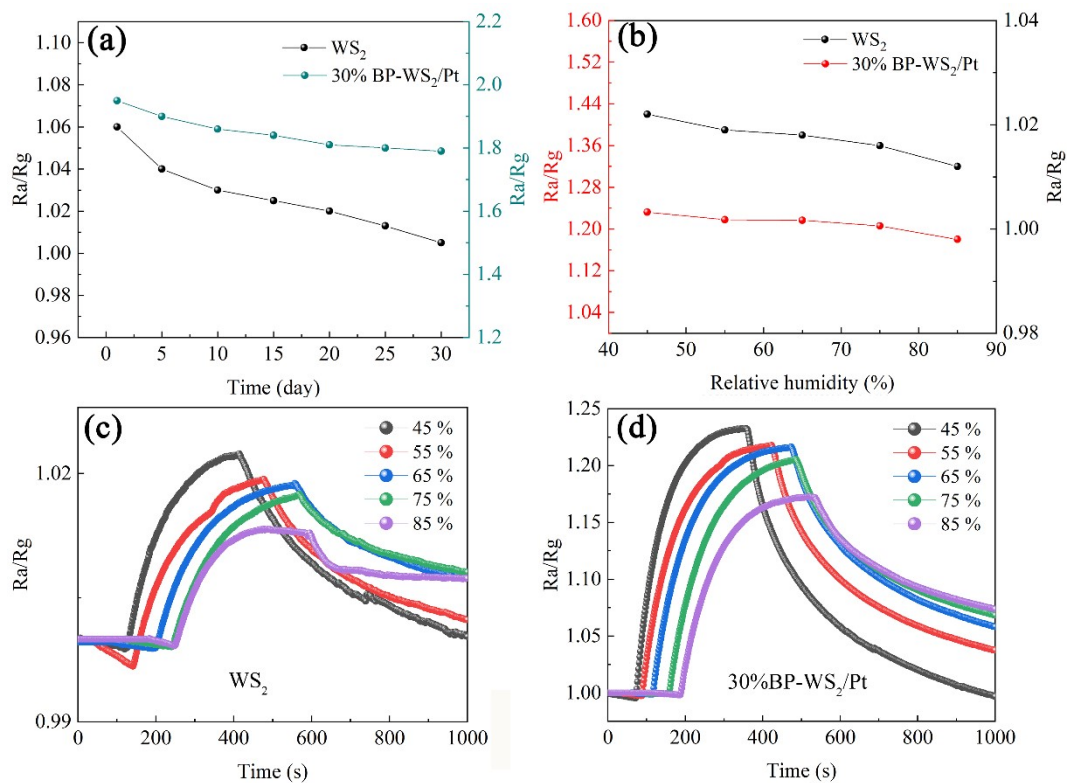 (a)
WS₂
30% BP-WS₂/Pt
Ra/Rg
1.10
1.08
1.06
1.04
1.02
1.00
0.98
0.96
2.2
2.0
1.8
1.6
1.4
1.2
Ra/Rg
0 5 10 15 20 25 30
Time (day)
(b)
WS₂
30% BP-WS₂/Pt
Ra/Rg
1.60
1.52
1.44
1.36
1.28
1.20
1.12
1.04
1.04
1.02
1.00
0.98
Ra/Rg
40 50 60 70 80 90
Relative humidity (%)
(c)
45 %
55 %
65 %
75 %
85 %
Ra/Rg
1.02
0.99
WS₂
0 200 400 600 800 1000
Time (s)
(d)
45 %
55 %
65 %
75 %
85 %
Ra/Rg
1.25
1.20
1.15
1.10
1.05
1.00
30%BP-WS₂/Pt
0 200 400 600 800 1000
Time (s)